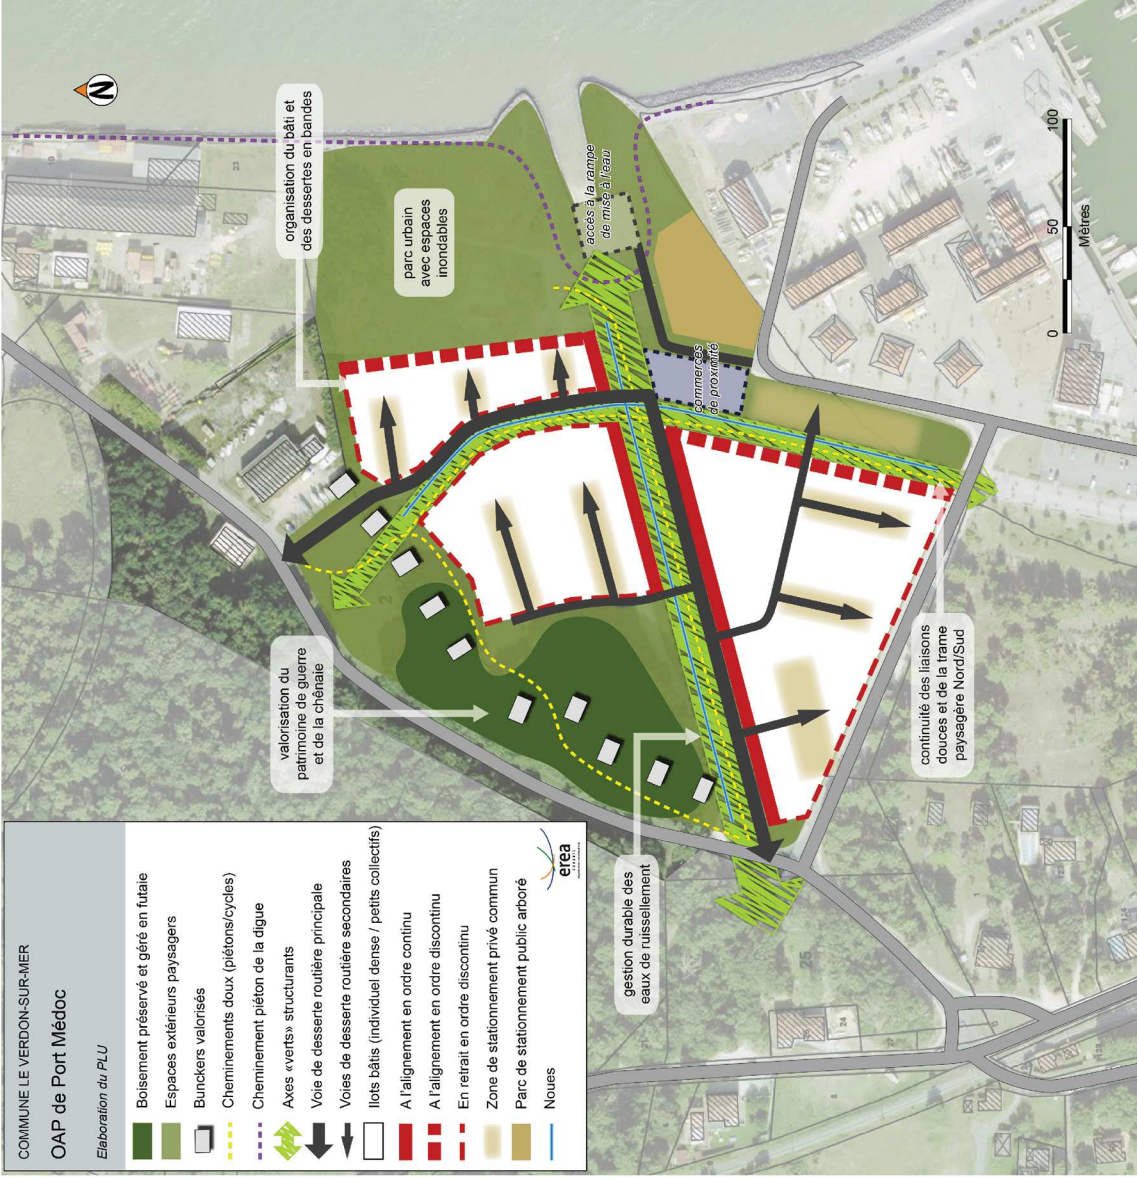 COMMUNE LE VERDON-SUR-MER
OAP de Port Médoc
Elaboration du PLU
Boisement préservé et géré en futaie
Espaces extérieurs paysagers
Bunckers valorisés
Cheminements doux (piétons/cycles)
Cheminement piéton de la digue
Axes «verts» structurants
Voie de desserte routière principale
Voies de desserte routière secondaires
Ilots bâtis (individuel dense / petits collectifs)
A l'alignement en ordre continu
A l'alignement en ordre discontinu
En retrait en ordre discontinu
Zone de stationnement privé commun
Parc de stationnement public arboré
Noues
erea
valorisation du
patrimoine de guerre
et de la chênaie
gestion durable des
eaux de ruissellement
organisation du bâti et
des dessertes en bandes
parc urbain
avec espaces
inondables
accès à la rampe
de mise à l'eau
commerces
de proximité
continuité des liaisons
douces et de la trame
paysagère Nord/Sud
N
0 50 100
Mètres
2
25
24
10
23